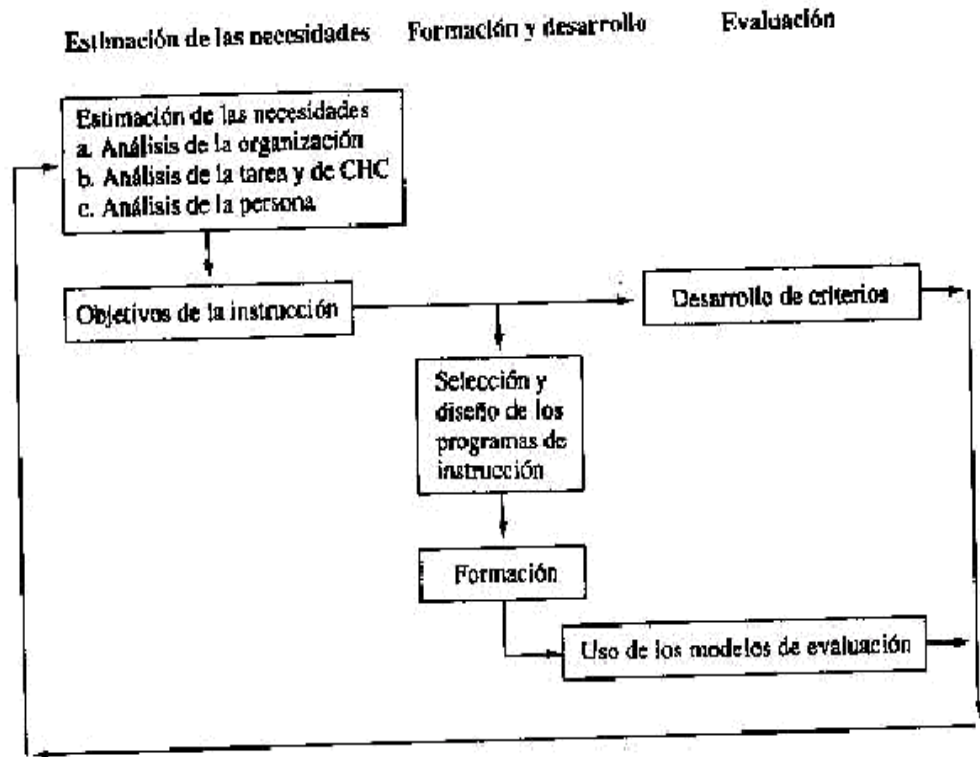 Estimación de las necesidades
Formación y desarrollo
Evaluación
Estimación de las necesidades
a. Análisis de la organización
b. Análisis de la tarea y de CHC
c. Análisis de la persona
Objetivos de la instrucción
Desarrollo de criterios
Selección y
diseño de los
programas de
instrucción
Formación
Uso de los modelos de evaluación